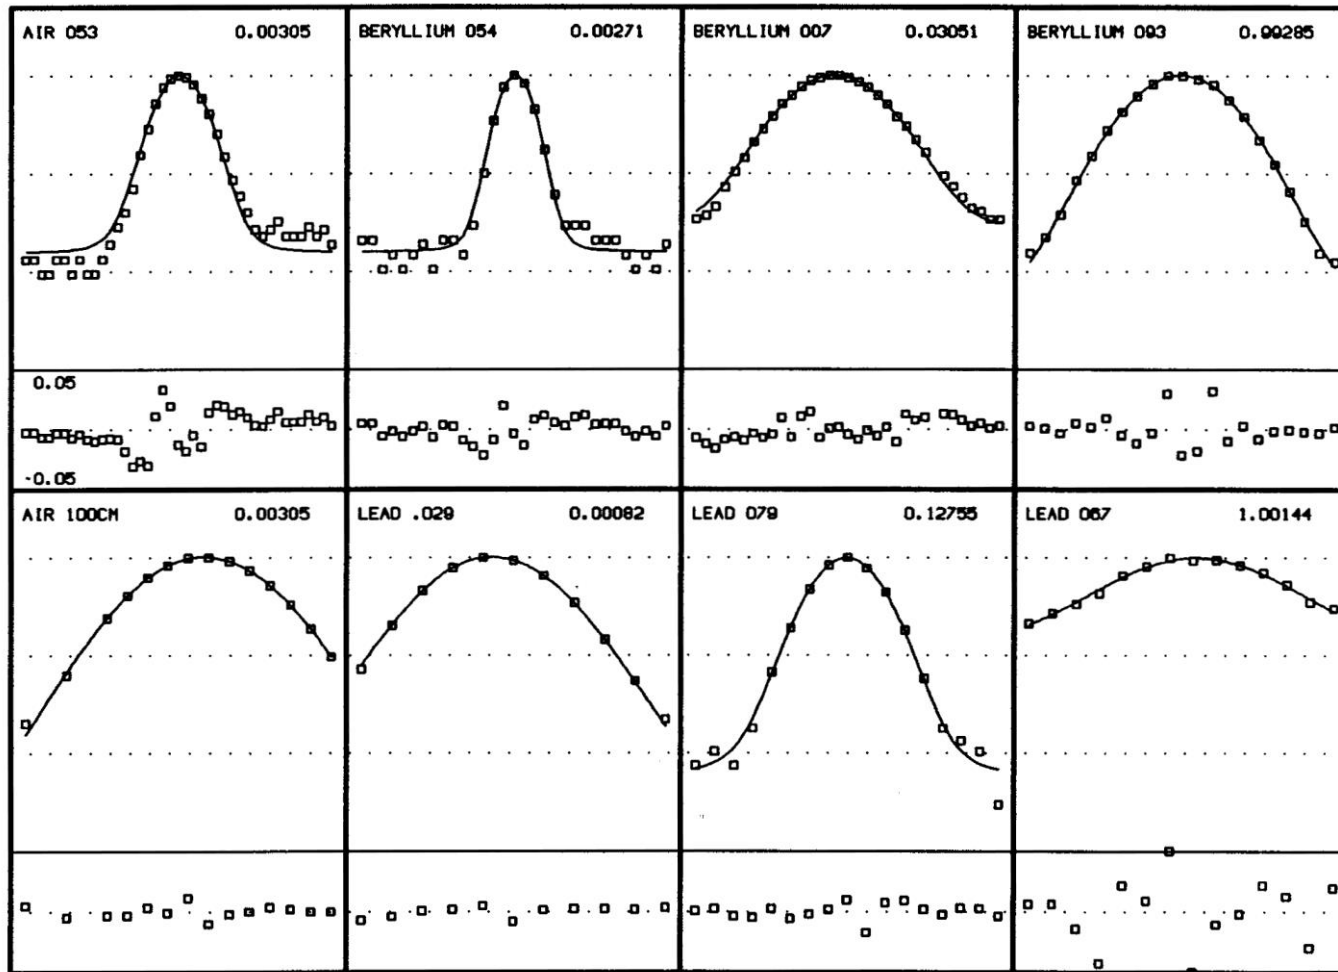 AIR 053 0.00305
BERYLLIUM 054 0.00271
BERYLLIUM 007 0.03051
BERYLLIUM 093 0.99285
0.05
-0.05
AIR 100CM 0.00305
LEAD .029 0.00082
LEAD 079 0.12755
LEAD 067 1.00144